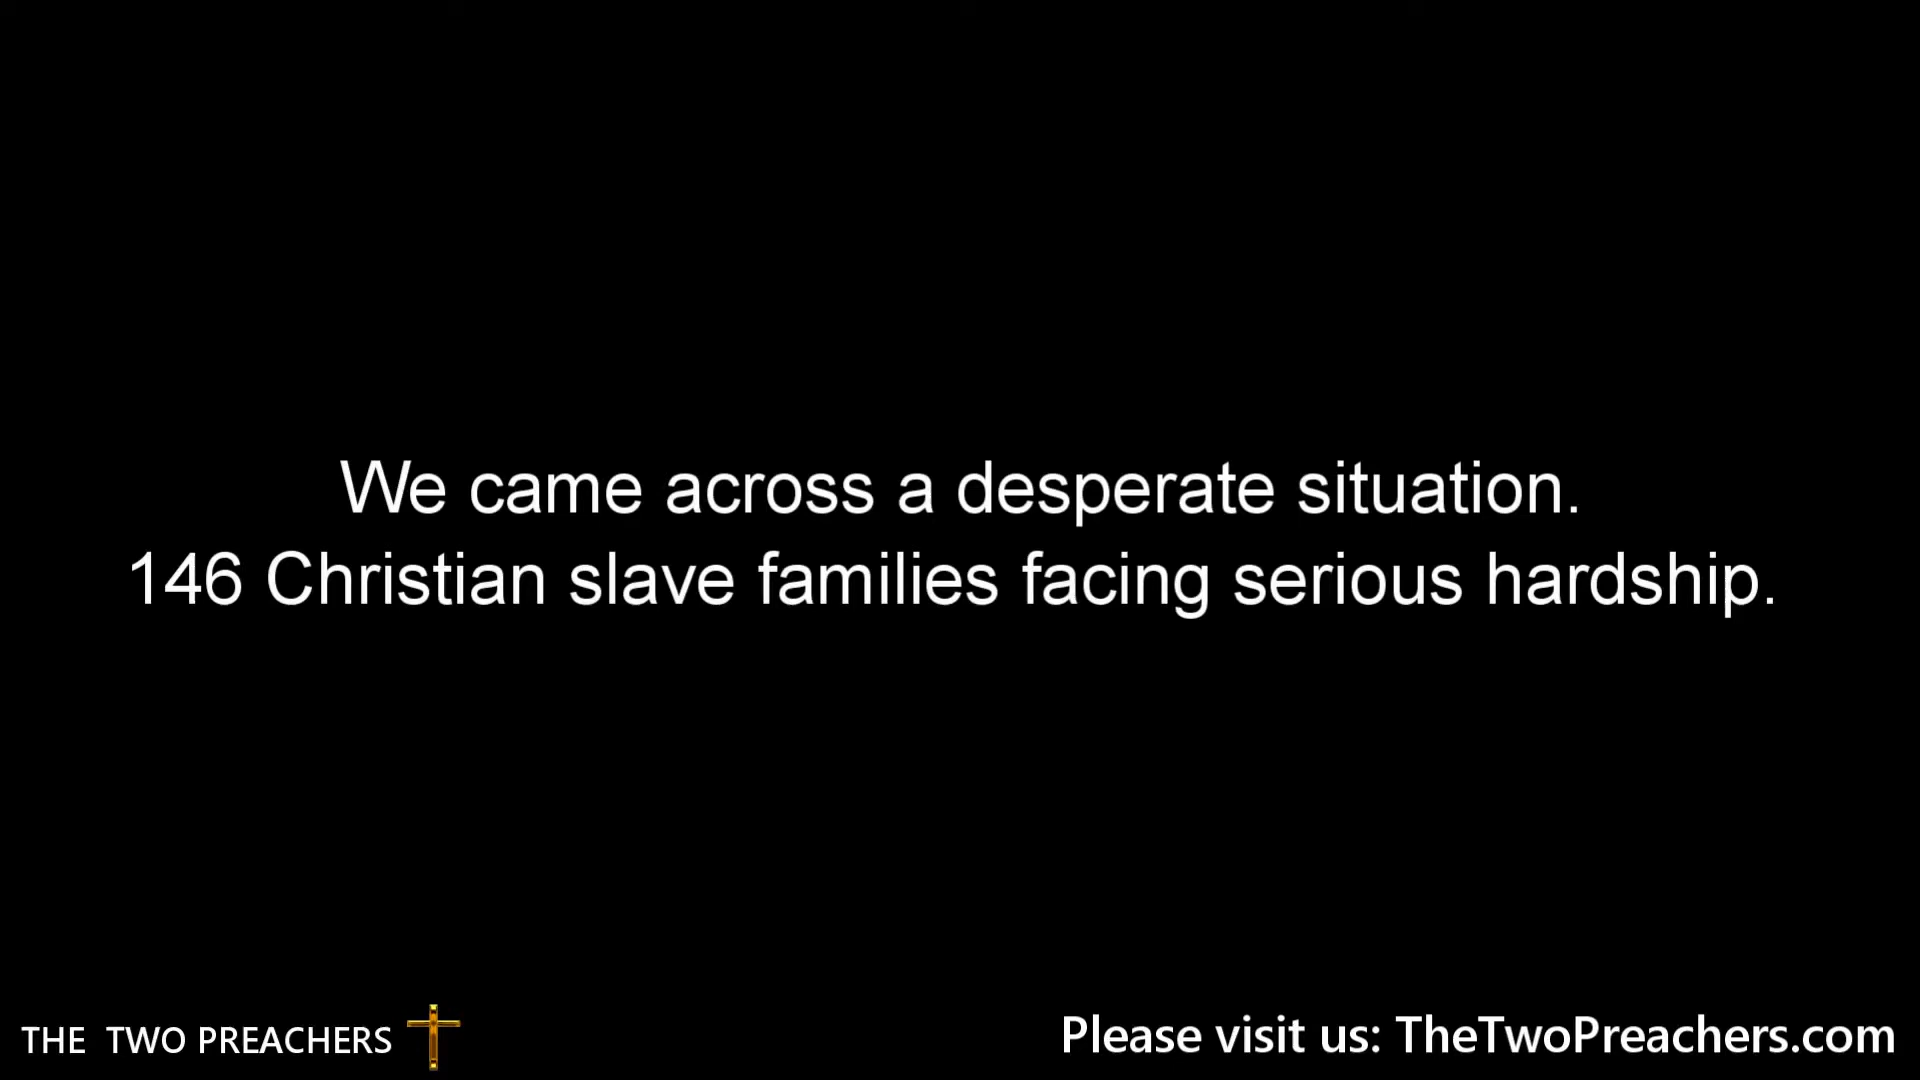 We came across a desperate situation.
146 Christian slave families facing serious hardship.
THE TWO PREACHERS
Please visit us: TheTwoPreachers.com